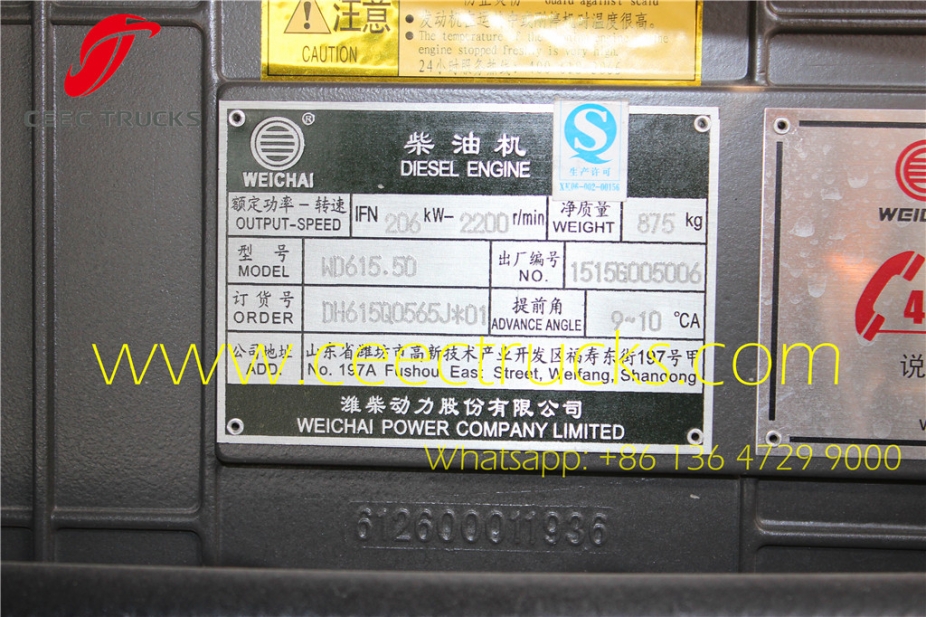 注意
CAUTION
CEEC TRUCKS
柴油机
DIESEL ENGINE
WEICHAI
®
生产许可
额定功率-转速
OUTPUT-SPEED
IFN 206 kW- 2200 r/min
净质量
WEIGHT
875 kg
型号
MODEL
WD615.50
出厂编号
NO.
1515G005006
订货号
ORDER
DH615Q0565J*01
提前角
ADVANCE ANGLE
9~10 °CA
公司地址
ADD.
山东省潍坊市高新技术产业开发区福寿东街197号甲
No. 197A Fushou East Street, Weifang, Shandong
www.ceectrucks.com
潍柴动力股份有限公司
WEICHAI POWER COMPANY LIMITED
Whatsapp: +86 136 4729 9000
612600011936
4
说